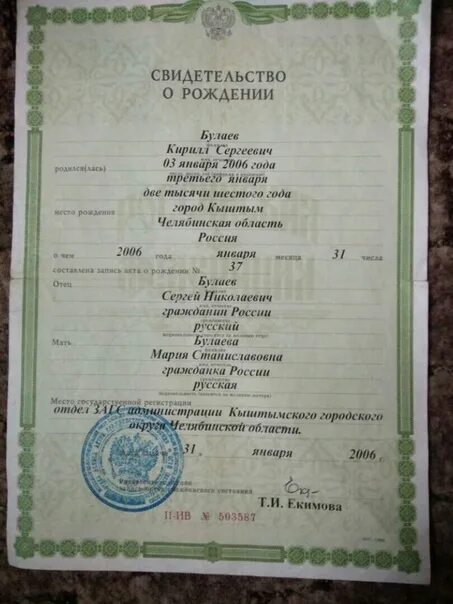 СВИДЕТЕЛЬСТВО
О РОЖДЕНИИ
Булаев
Кирилл Сергеевич
родился(лась) 03 января 2006 года
третьего января
две тысячи шестого года
место рождения город Кыштым
Челябинская область
Россия
о чем 2006 года января месяца 31 числа
составлена запись акта о рождении № 37
Отец Булаев
Сергей Николаевич
гражданин России
русский
Мать Булаева
Мария Станиславовна
гражданка России
русская
Место государственной регистрации
отдел ЗАГС администрации Кыштымского городского
округа Челябинской области.
31 января 2006 г.
Т.И. Екимова
II-ИВ № 503587